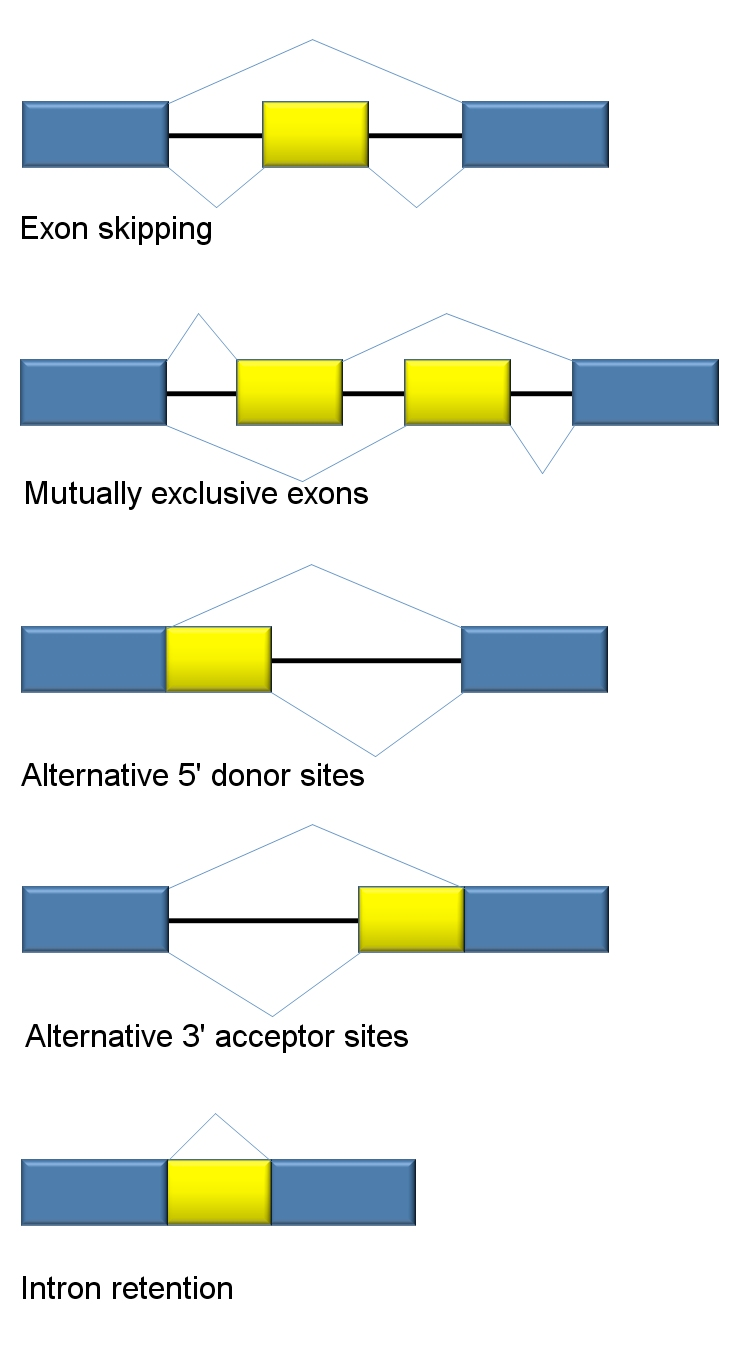 Exon skipping
Mutually exclusive exons
Alternative 5' donor sites
Alternative 3' acceptor sites
Intron retention